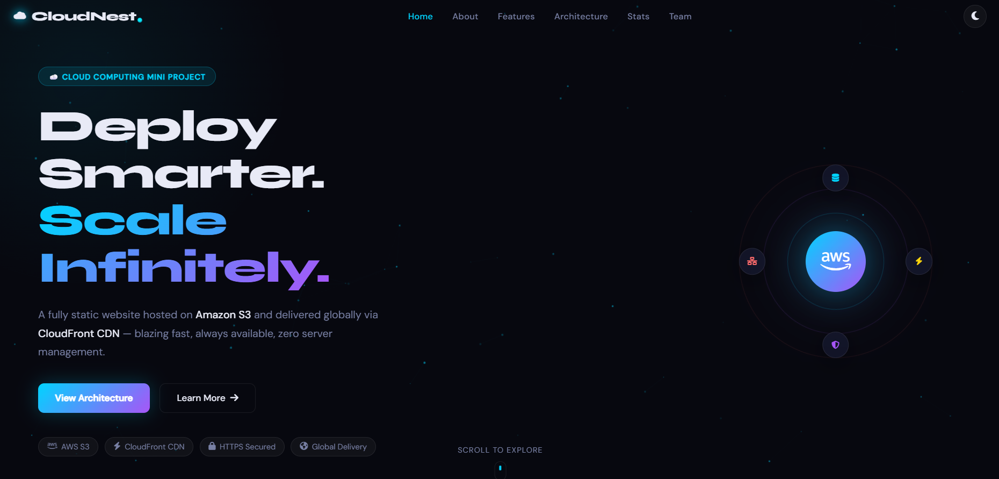 CloudNest.
Home About Features Architecture Stats Team
CLOUD COMPUTING MINI PROJECT
Deploy
Smarter.
Scale
Infinitely.
A fully static website hosted on Amazon S3 and delivered globally via
CloudFront CDN — blazing fast, always available, zero server
management.
aws
View Architecture
Learn More →
aws AWS S3
CloudFront CDN
HTTPS Secured
Global Delivery
SCROLL TO EXPLORE